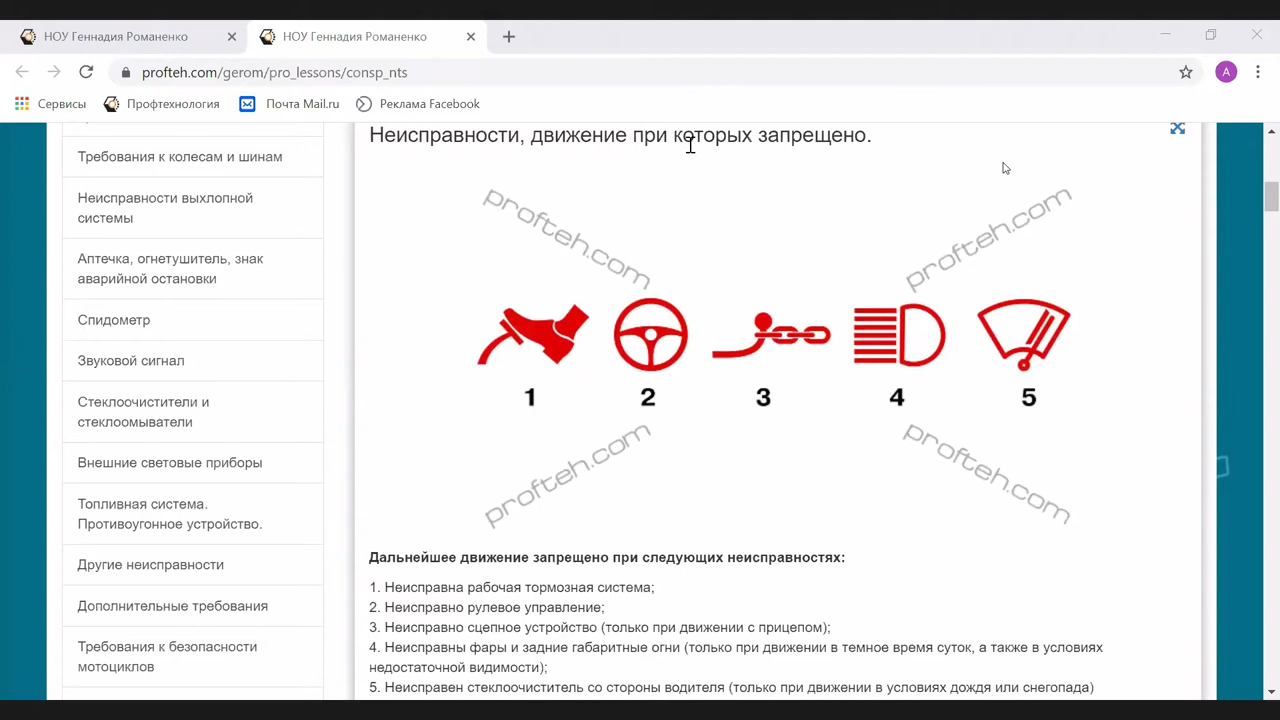 НОУ Геннадия Романенко
НОУ Геннадия Романенко
profteh.com/gerom/pro_lessons/consp_nts
A
Сервисы
Профтехнология
Почта Mail.ru
Реклама Facebook
Требования к колесам и шинам
Неисправности выхлопной
системы
Аптечка, огнетушитель, знак
аварийной остановки
Спидометр
Звуковой сигнал
Стеклоочистители и
стеклоомыватели
Внешние световые приборы
Топливная система.
Противоугонное устройство.
Другие неисправности
Дополнительные требования
Требования к безопасности
мотоциклов
Неисправности, движение при которых запрещено.
profteh.com
profteh.com
1
2
3
4
5
profteh.com
profteh.com
Дальнейшее движение запрещено при следующих неисправностях:
1. Неисправна рабочая тормозная система;
2. Неисправно рулевое управление;
3. Неисправно сцепное устройство (только при движении с прицепом);
4. Неисправны фары и задние габаритные огни (только при движении в темное время суток, а также в условиях
недостаточной видимости);
5. Неисправен стеклоочиститель со стороны водителя (только при движении в условиях дождя или снегопада)